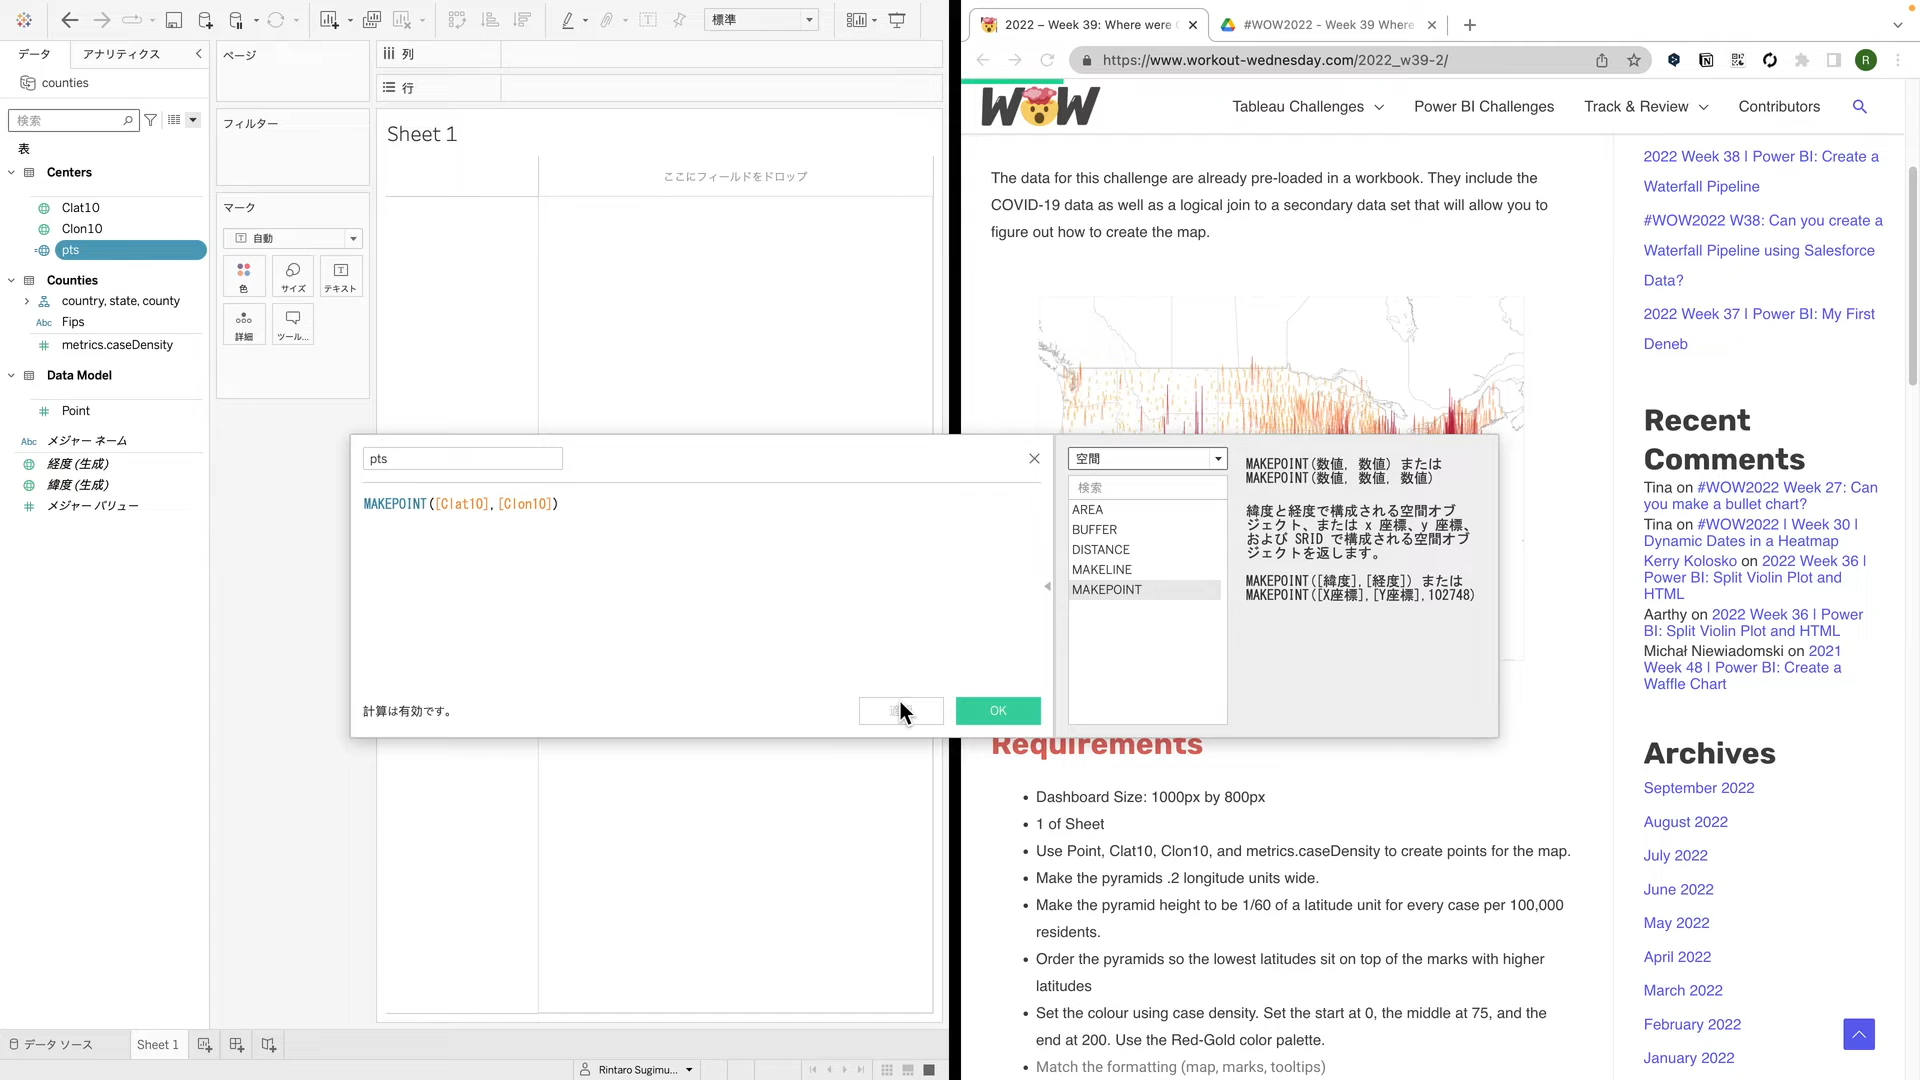 標準
データ
アナリティクス
counties
検索
表
Centers
Clat10
Clon10
pts
Counties
country, state, county
Abc
Fips
metrics.caseDensity
Data Model
Point
Abc
メジャー ネーム
経度 (生成)
緯度 (生成)
メジャー バリュー
ページ
フィルター
マーク
自動
色
サイズ
テキスト
詳細
ツール...
列
行
Sheet 1
ここにフィールドをドロップ
pts
MAKEPOINT([Clat10],[Clon10])
計算は有効です。
OK
空間
検索
AREA
BUFFER
DISTANCE
MAKELINE
MAKEPOINT
MAKEPOINT(数値, 数値) または
MAKEPOINT(数値, 数値, 数値)
緯度と経度で構成される空間オブ
ジェクト、または x 座標、y 座標、
および SRID で構成される空間オブ
ジェクトを返します。
MAKEPOINT([緯度],[経度]) または
MAKEPOINT([X座標],[Y座標],102748)
データ ソース
Sheet 1
Rintaro Sugimu...
2022 – Week 39: Where were
#WOW2022 - Week 39 Where
https://www.workout-wednesday.com/2022_w39-2/
R
WOW
Tableau Challenges
Power BI Challenges
Track & Review
Contributors
The data for this challenge are already pre-loaded in a workbook. They include the
COVID-19 data as well as a logical join to a secondary data set that will allow you to
figure out how to create the map.
Requirements
Dashboard Size: 1000px by 800px
1 of Sheet
Use Point, Clat10, Clon10, and metrics.caseDensity to create points for the map.
Make the pyramids .2 longitude units wide.
Make the pyramid height to be 1/60 of a latitude unit for every case per 100,000
residents.
Order the pyramids so the lowest latitudes sit on top of the marks with higher
latitudes
Set the colour using case density. Set the start at 0, the middle at 75, and the
end at 200. Use the Red-Gold color palette.
Match the formatting (map, marks, tooltips)
2022 Week 38 | Power BI: Create a
Waterfall Pipeline
#WOW2022 W38: Can you create a
Waterfall Pipeline using Salesforce
Data?
2022 Week 37 | Power BI: My First
Deneb
Recent
Comments
Tina on #WOW2022 Week 27: Can
you make a bullet chart?
Tina on #WOW2022 | Week 30 |
Dynamic Dates in a Heatmap
Kerry Kolosko on 2022 Week 36 |
Power BI: Split Violin Plot and
HTML
Aarthy on 2022 Week 36 | Power
BI: Split Violin Plot and HTML
Michał Niewiadomski on 2021
Week 48 | Power BI: Create a
Waffle Chart
Archives
September 2022
August 2022
July 2022
June 2022
May 2022
April 2022
March 2022
February 2022
January 2022